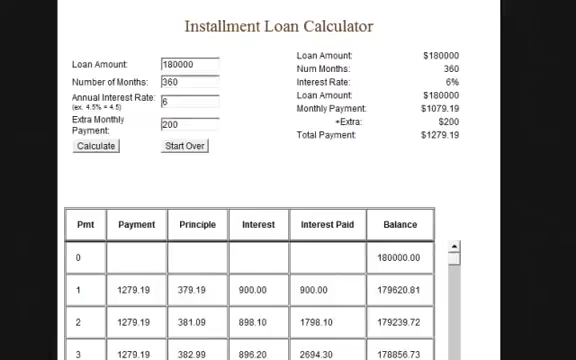 Installment Loan Calculator
Loan Amount: 180000
Number of Months: 360
Annual Interest Rate: 6
(ex. 4.5% = 4.5)
Extra Monthly
Payment: 200
Calculate Start Over
Loan Amount: $180000
Num Months: 360
Interest Rate: 6%
Loan Amount: $180000
Monthly Payment: $1079.19
+Extra: $200
Total Payment: $1279.19
Pmt Payment Principle Interest Interest Paid Balance
0 180000.00
1 1279.19 379.19 900.00 900.00 179620.81
2 1279.19 381.09 898.10 1798.10 179239.72
3 1279.19 382.99 896.20 2694.30 178856.73